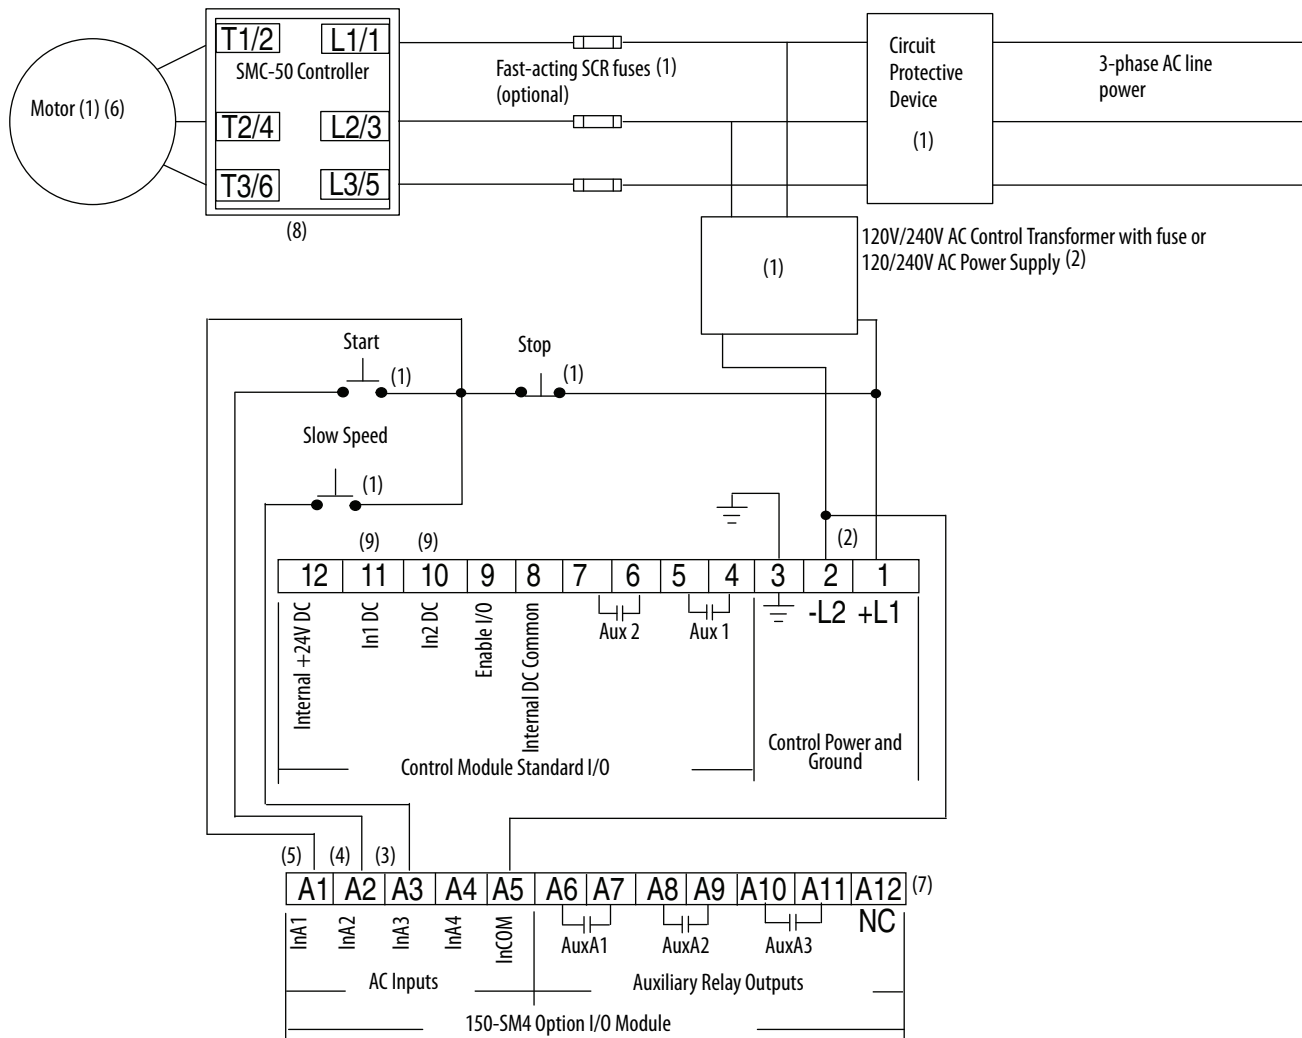 T1/2
L1/1
SMC-50 Controller
Motor (1) (6)
T2/4
L2/3
T3/6
L3/5
(8)
Fast-acting SCR fuses (1)
(optional)
Circuit
Protective
Device
(1)
3-phase AC line
power
(1)
120V/240V AC Control Transformer with fuse or
120/240V AC Power Supply (2)
Start
(1)
Stop
(1)
Slow Speed
(1)
(9)
(9)
(2)
12
11
10
9
8
7
6
5
4
3
2
1
-L2
+L1
Internal +24V DC
In1 DC
In2 DC
Enable I/O
Internal DC Common
Aux 2
Aux 1
Control Module Standard I/O
Control Power and
Ground
(5)
(4)
(3)
A1
A2
A3
A4
A5
A6
A7
A8
A9
A10
A11
A12
(7)
InA1
InA2
InA3
InA4
InCOM
AuxA1
AuxA2
AuxA3
NC
AC Inputs
Auxiliary Relay Outputs
150-SM4 Option I/O Module